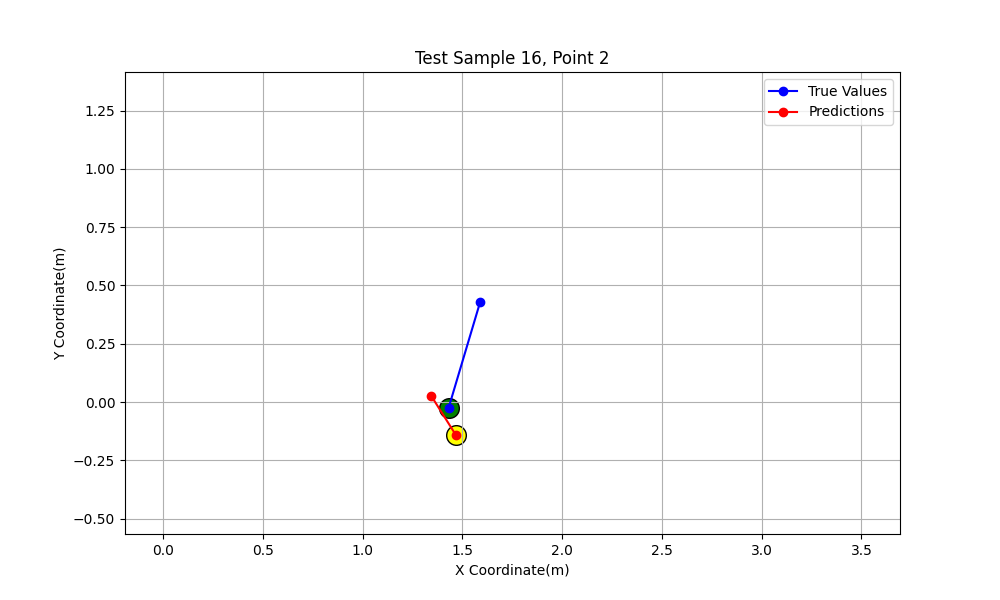 Test Sample 16, Point 2
True Values
Predictions
1.25
1.00
0.75
0.50
0.25
0.00
−0.25
−0.50
Y Coordinate(m)
0.0 0.5 1.0 1.5 2.0 2.5 3.0 3.5
X Coordinate(m)